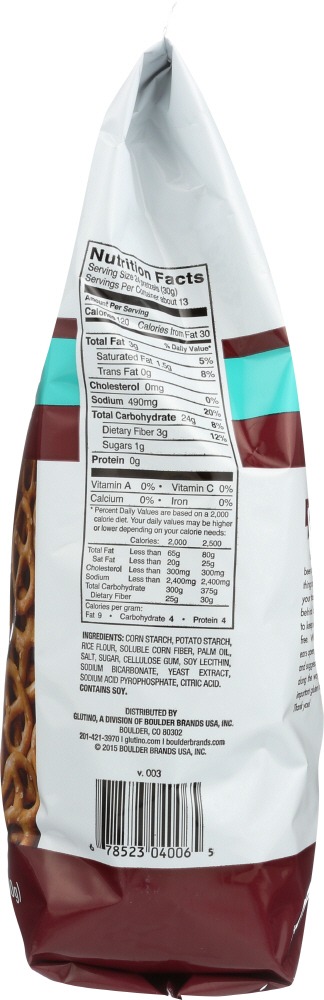 Nutrition Facts
Serving Size 24 pretzels (30g)
Servings Per Container about 13
Amount Per Serving
Calories 120 Calories from Fat 30
% Daily Value*
Total Fat 3g 5%
Saturated Fat 1.5g 8%
Trans Fat 0g
Cholesterol 0mg 0%
Sodium 490mg 20%
Total Carbohydrate 24g 8%
Dietary Fiber 3g 12%
Sugars 1g
Protein 0g
Vitamin A 0% • Vitamin C 0%
Calcium 0% • Iron 0%
* Percent Daily Values are based on a 2,000
calorie diet. Your daily values may be higher
or lower depending on your calorie needs:
Calories: 2,000 2,500
Total Fat Less than 65g 80g
Sat Fat Less than 20g 25g
Cholesterol Less than 300mg 300mg
Sodium Less than 2,400mg 2,400mg
Total Carbohydrate 300g 375g
Dietary Fiber 25g 30g
Calories per gram:
Fat 9 • Carbohydrate 4 • Protein 4
INGREDIENTS: CORN STARCH, POTATO STARCH,
RICE FLOUR, SOLUBLE CORN FIBER, PALM OIL,
SALT, SUGAR, CELLULOSE GUM, SOY LECITHIN,
SODIUM BICARBONATE, YEAST EXTRACT,
SODIUM ACID PYROPHOSPHATE, CITRIC ACID.
CONTAINS SOY.
DISTRIBUTED BY
GLUTINO, A DIVISION OF BOULDER BRANDS USA, INC.
BOULDER, CO 80302
201-421-3970 | glutino.com | boulderbrands.com
© 2015 BOULDER BRANDS USA, INC.
v. 003
6 78523 04006 5